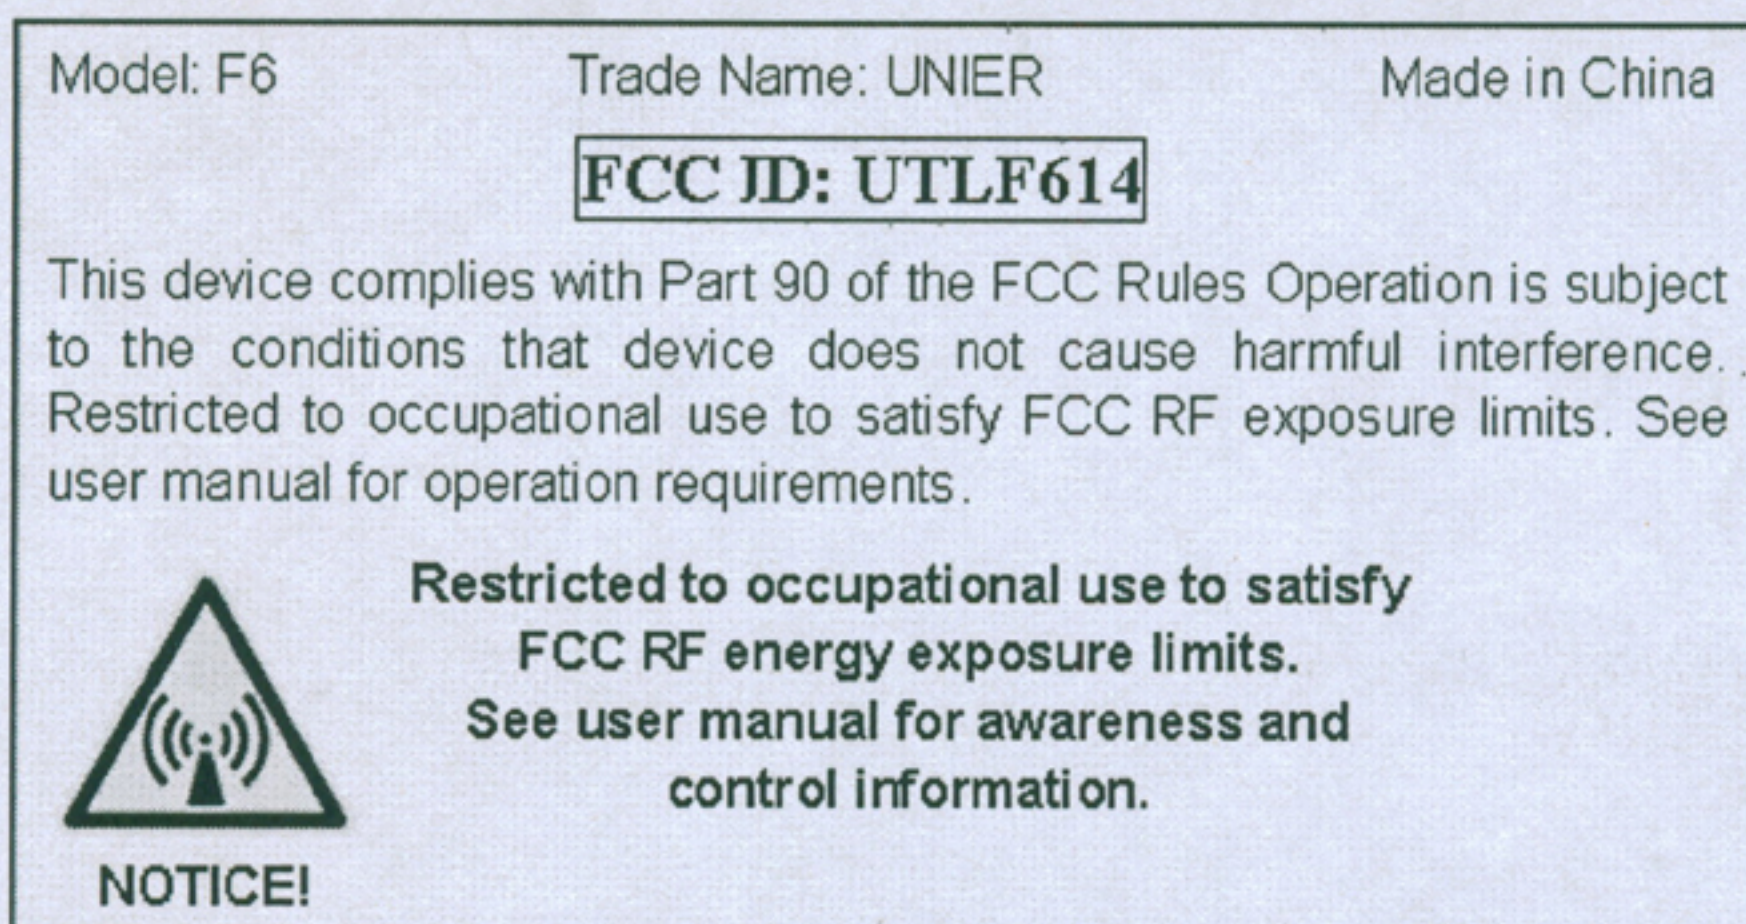 Model: F6 Trade Name: UNIER Made in China
FCC ID: UTLF614
This device complies with Part 90 of the FCC Rules Operation is subject
to the conditions that device does not cause harmful interference.
Restricted to occupational use to satisfy FCC RF exposure limits. See
user manual for operation requirements.
Restricted to occupational use to satisfy
FCC RF energy exposure limits.
See user manual for awareness and
control information.
NOTICE!